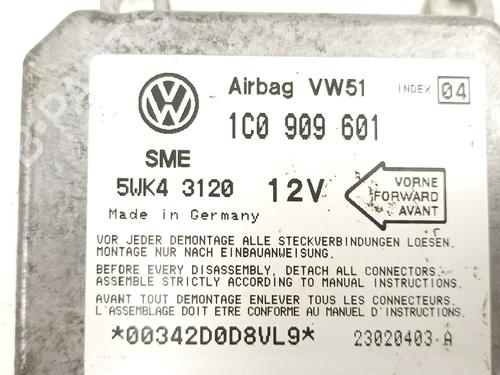 Airbag VW51 INDEX 04
1C0 909 601
SME
5WK4 3120 12V
VORNE
FORWARD
AVANT
Made in Germany
VOR JEDER DEMONTAGE ALLE STECKVERBINDUNGEN LOESEN.
MONTAGE NUR NACH EINBAUANWEISUNG.
BEFORE EVERY DISASSEMBLY, DETACH ALL CONNECTORS.
ASSEMBLE STRICTLY ACCORDING TO MANUAL INSTRUCTIONS.
AVANT TOUT DEMONTAGE ENLEVER TOUS LES CONNECTEURS.
L'ASSEMBLAGE DOIT ETRE CONFORME AU MANUEL D'INSTRUCTIONS.
*00342D0D8VL9* 23020403 A